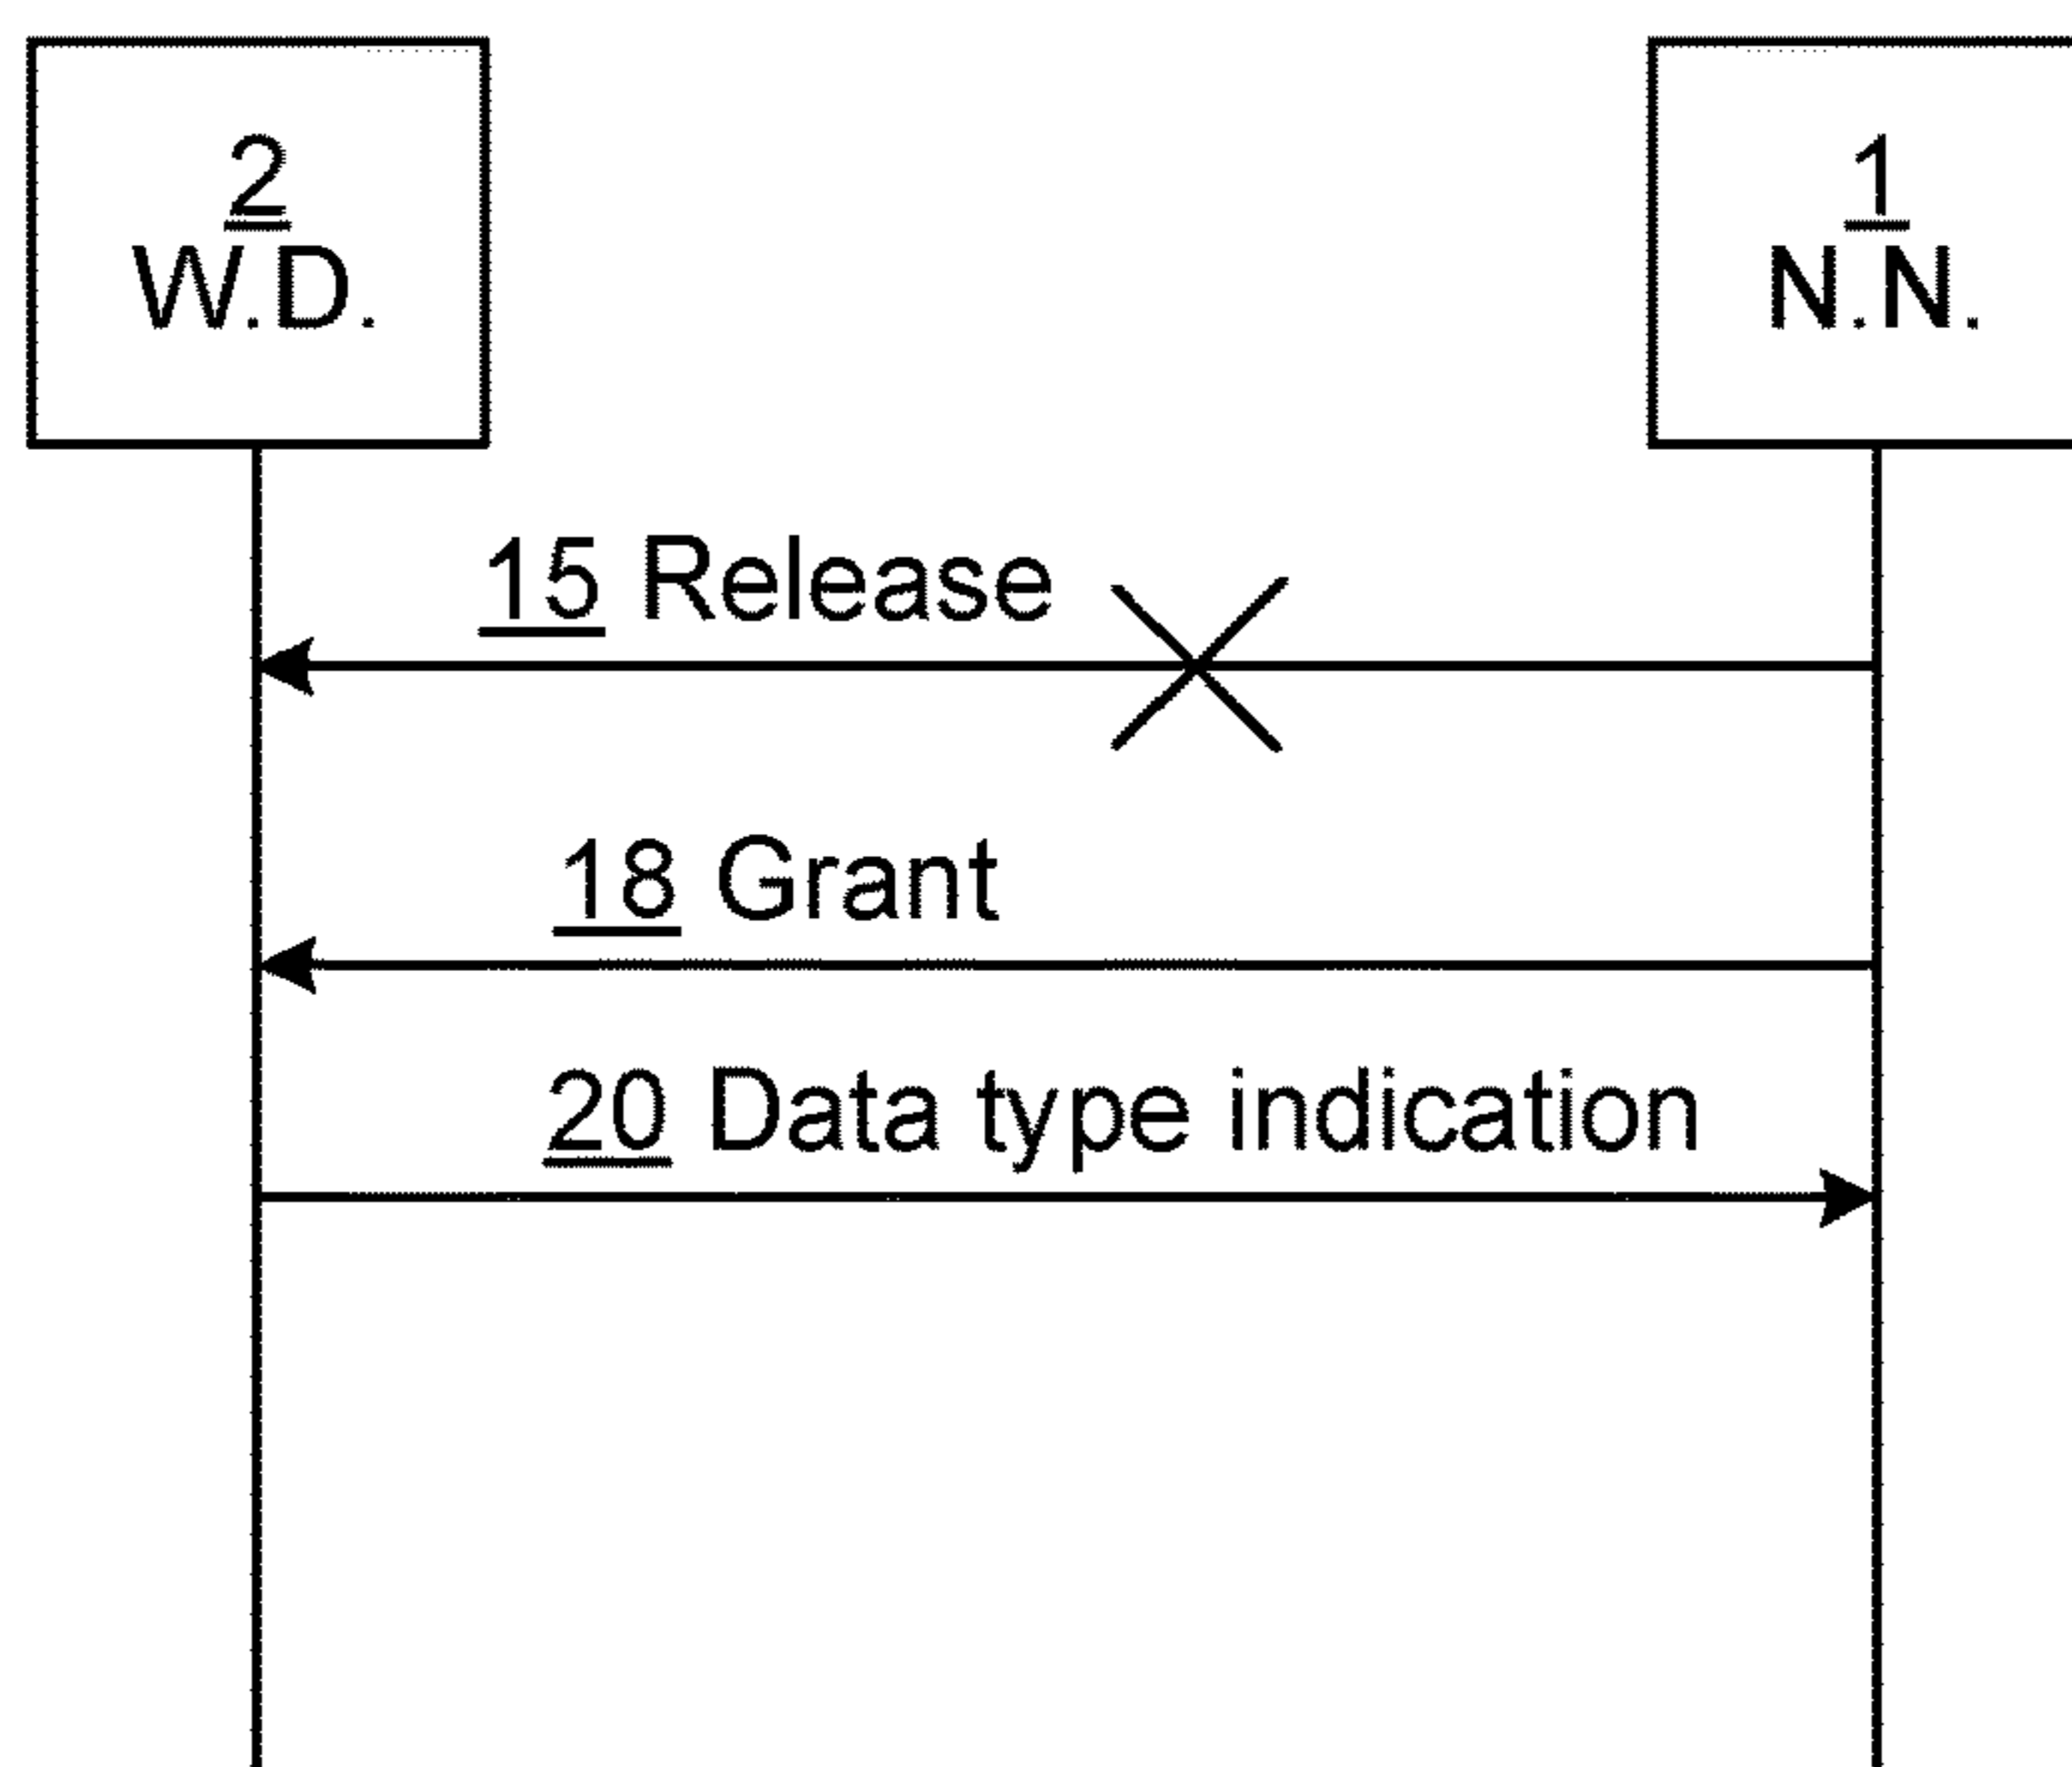 2
W.D.
1
N.N.
15 Release
18 Grant
20 Data type indication